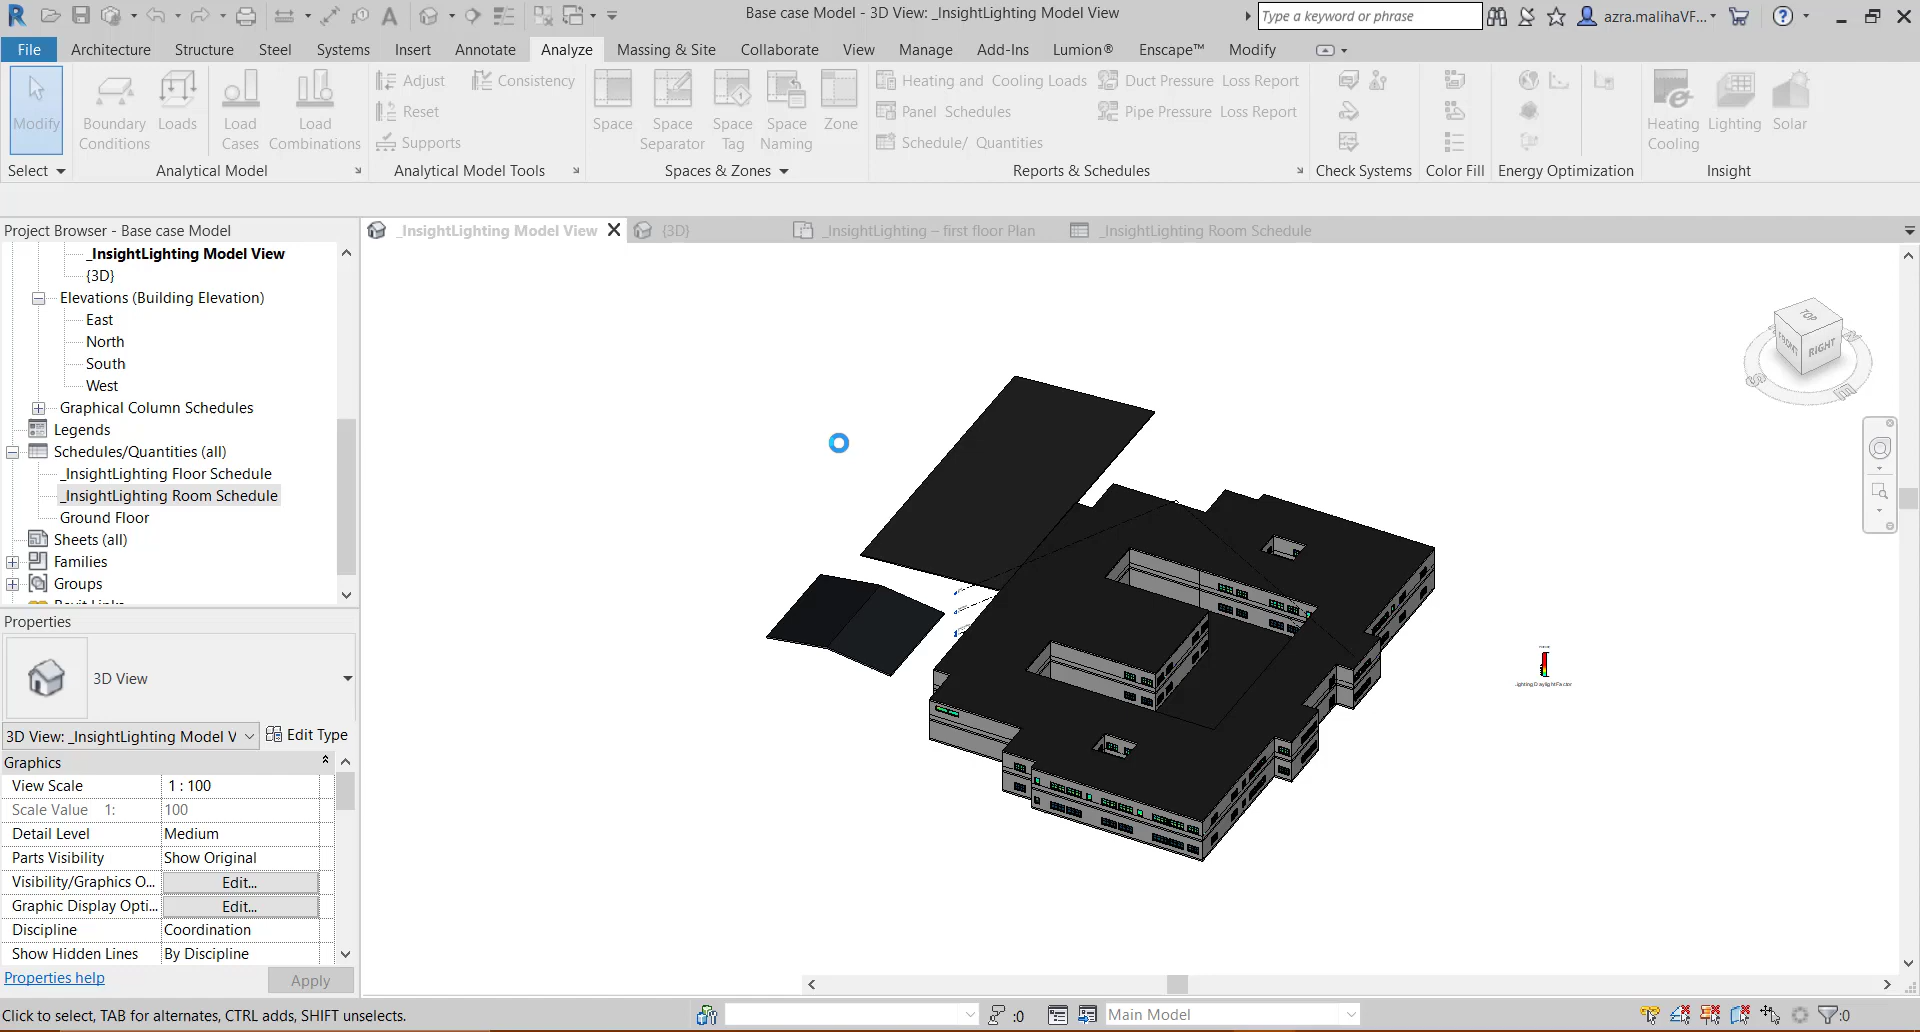 Base case Model - 3D View: _InsightLighting Model View
Type a keyword or phrase
azra.malihaVF...
File
Architecture
Structure
Steel
Systems
Insert
Annotate
Analyze
Massing & Site
Collaborate
View
Manage
Add-Ins
Lumion®
Enscape™
Modify
Modify
Boundary
Conditions
Loads
Load
Cases
Load
Combinations
Adjust
Reset
Supports
Consistency
Space
Space
Separator
Space
Tag
Space
Naming
Zone
Heating and Cooling Loads
Panel Schedules
Schedule/ Quantities
Duct Pressure Loss Report
Pipe Pressure Loss Report
Heating
Cooling
Lighting
Solar
Select
Analytical Model
Analytical Model Tools
Spaces & Zones
Reports & Schedules
Check Systems
Color Fill
Energy Optimization
Insight
Project Browser - Base case Model
_InsightLighting Model View
{3D}
Elevations (Building Elevation)
East
North
South
West
Graphical Column Schedules
Legends
Schedules/Quantities (all)
_InsightLighting Floor Schedule
_InsightLighting Room Schedule
Ground Floor
Sheets (all)
Families
Groups
Revit Links
_InsightLighting Model View
{3D}
_InsightLighting – first floor Plan
_InsightLighting Room Schedule
TOP
FRONT
RIGHT
S
E
Properties
3D View
3D View: _InsightLighting Model V
Edit Type
Graphics
View Scale
1 : 100
Scale Value 1:
100
Detail Level
Medium
Parts Visibility
Show Original
Visibility/Graphics O...
Edit...
Graphic Display Opti...
Edit...
Discipline
Coordination
Show Hidden Lines
By Discipline
Properties help
Apply
Click to select, TAB for alternates, CTRL adds, SHIFT unselects.
:0
Main Model
:0